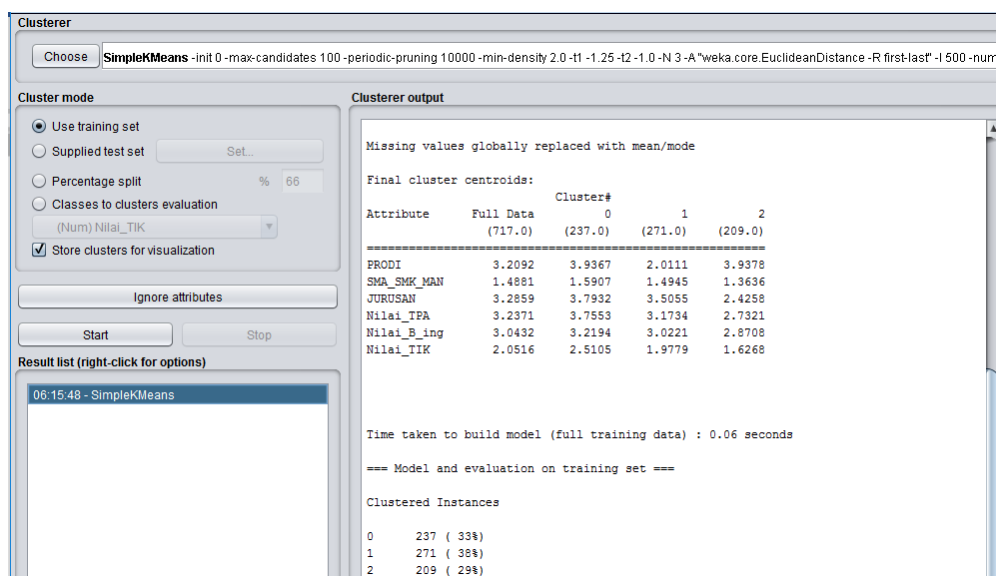 Clusterer
Choose SimpleKMeans -init 0 -max-candidates 100 -periodic-pruning 10000 -min-density 2.0 -t1 -1.25 -t2 -1.0 -N 3 -A "weka.core.EuclideanDistance -R first-last" -I 500 -num
Cluster mode
Use training set
Supplied test set Set...
Percentage split % 66
Classes to clusters evaluation
(Num) Nilai_TIK
Store clusters for visualization
Ignore attributes
Start Stop
Result list (right-click for options)
06:15:48 - SimpleKMeans
Clusterer output
Missing values globally replaced with mean/mode
Final cluster centroids:
Cluster#
Attribute Full Data 0 1 2
(717.0) (237.0) (271.0) (209.0)
==================================================================
PRODI 3.2092 3.9367 2.0111 3.9378
SMA_SMK_MAN 1.4881 1.5907 1.4945 1.3636
JURUSAN 3.2859 3.7932 3.5055 2.4258
Nilai_TPA 3.2371 3.7553 3.1734 2.7321
Nilai_B_ing 3.0432 3.2194 3.0221 2.8708
Nilai_TIK 2.0516 2.5105 1.9779 1.6268
Time taken to build model (full training data) : 0.06 seconds
=== Model and evaluation on training set ===
Clustered Instances
0 237 ( 33%)
1 271 ( 38%)
2 209 ( 29%)